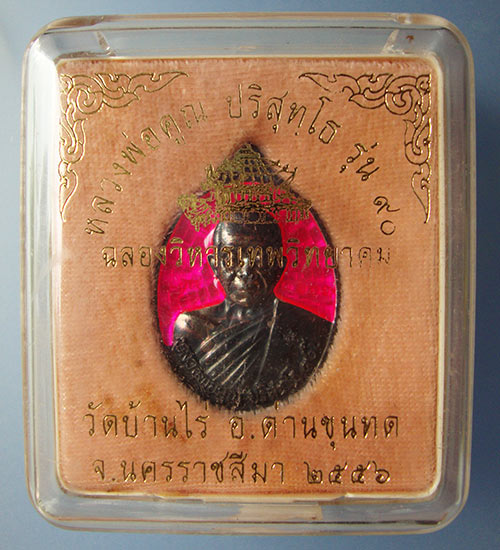 หลวงพ่อคูณ ปริสุทฺโธ รุ่น ๙๐
ฉลองวิหารเทพวิทยาคม
วัดบ้านไร่ อ.ด่านขุนทด
จ.นครราชสีมา ๒๕๕๖